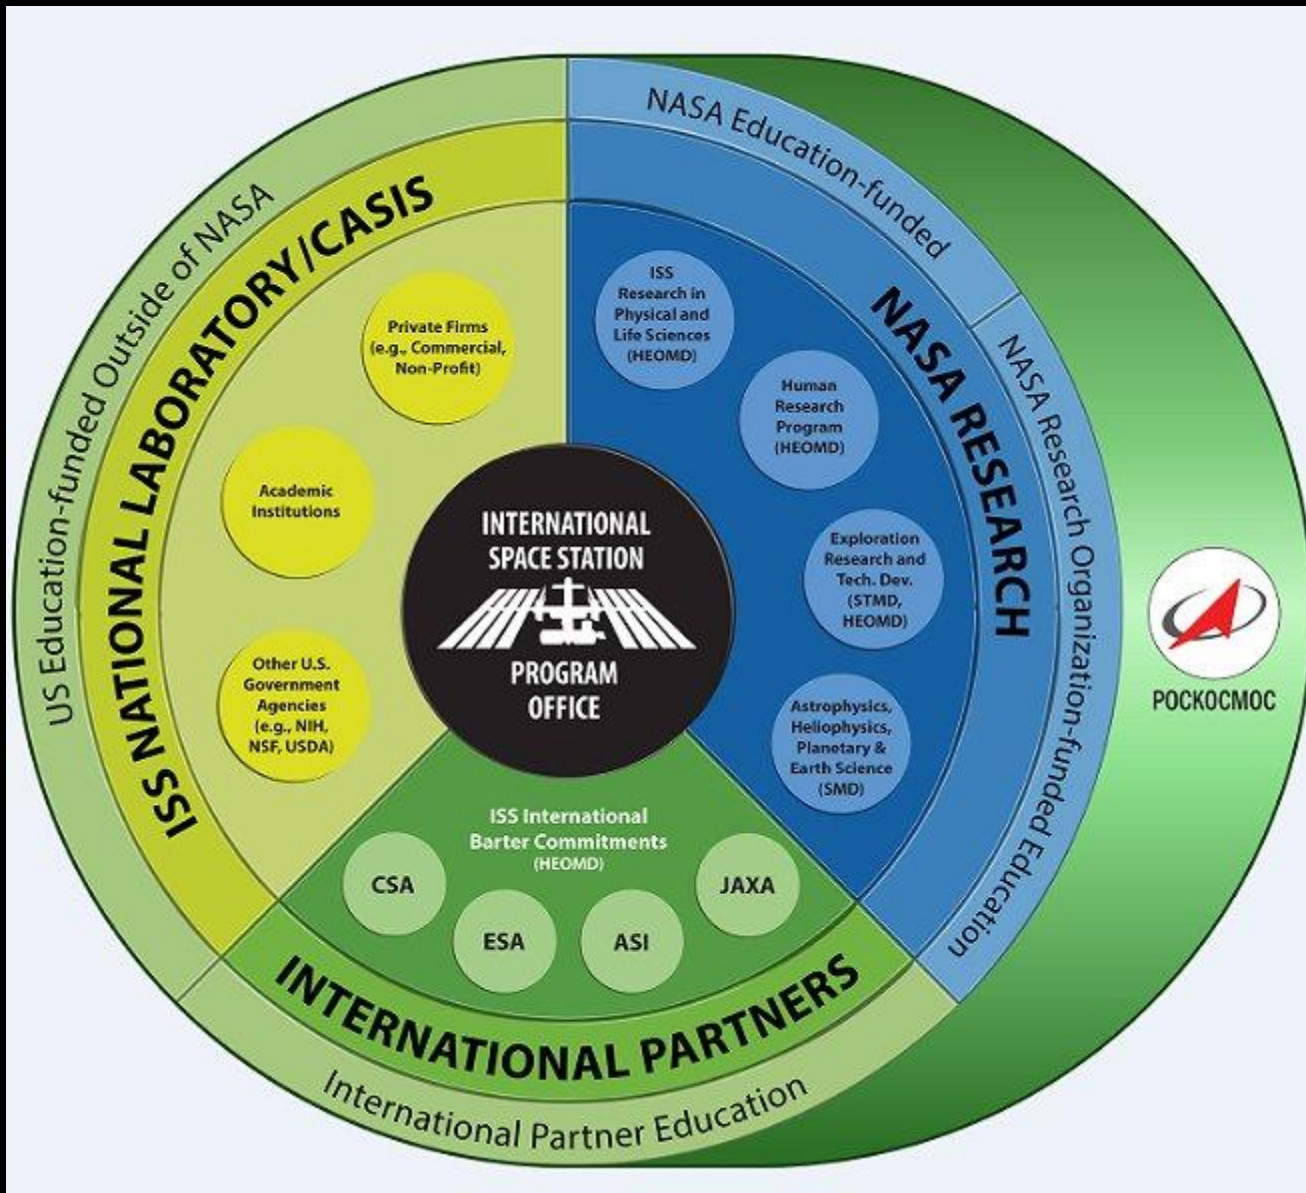 US Education-funded Outside of NASA
ISS NATIONAL LABORATORY/CASIS
Private Firms
(e.g., Commercial,
Non-Profit)
Academic
Institutions
Other U.S.
Government
Agencies
(e.g., NIH,
NSF, USDA)
NASA Education-funded
NASA Research Organization-funded Education
NASA RESEARCH
ISS
Research in
Physical and
Life Sciences
(HEOMD)
Human
Research
Program
(HEOMD)
Exploration
Research and
Tech. Dev.
(STMD,
HEOMD)
Astrophysics,
Heliophysics,
Planetary &
Earth Science
(SMD)
INTERNATIONAL
SPACE STATION
PROGRAM
OFFICE
ISS International
Barter Commitments
(HEOMD)
CSA
ESA
ASI
JAXA
INTERNATIONAL PARTNERS
International Partner Education
РОСКОСМОС